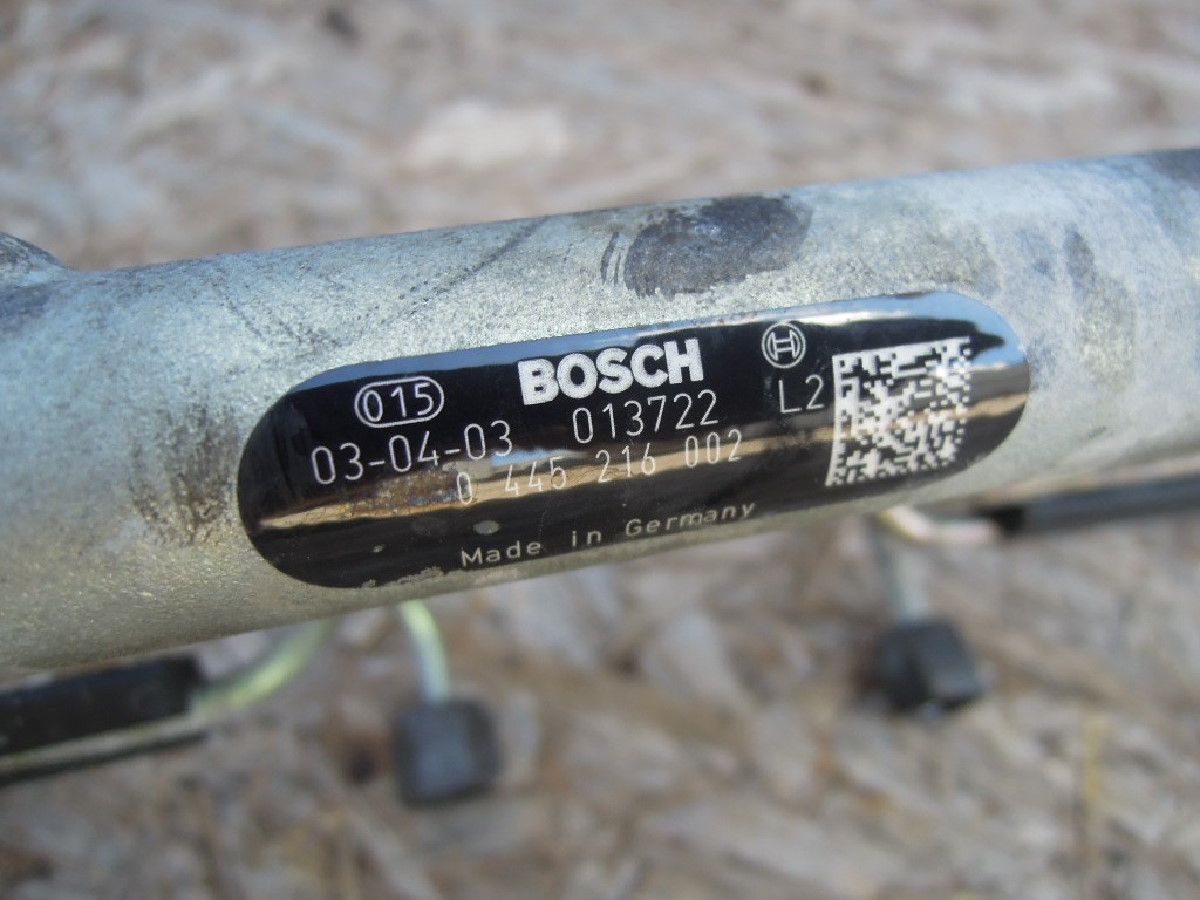 BOSCH
015
03-04-03 013722 L2
0 445 216 002
Made in Germany